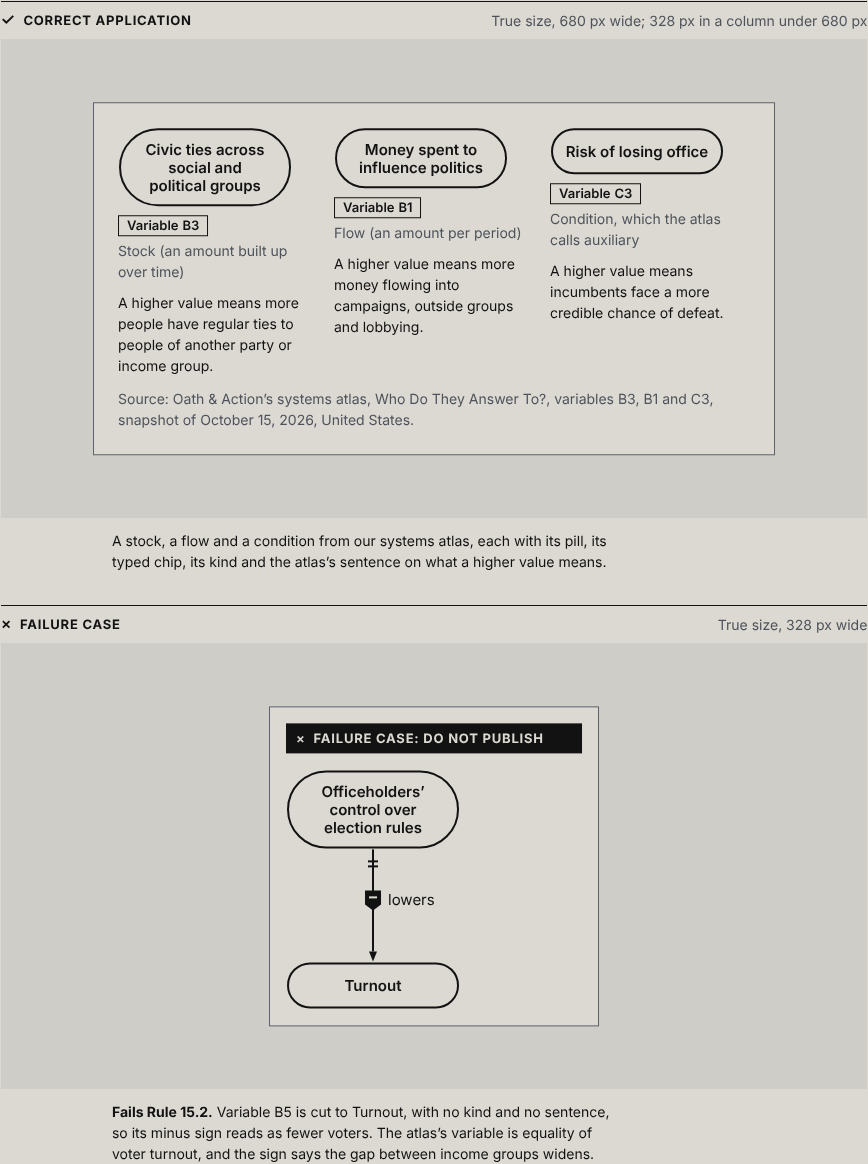 ✓ CORRECT APPLICATION
True size, 680 px wide; 328 px in a column under 680 px
Civic ties across
social and
political groups
Variable B3
Stock (an amount built up
over time)
A higher value means more
people have regular ties to
people of another party or
income group.
Money spent to
influence politics
Variable B1
Flow (an amount per period)
A higher value means more
money flowing into
campaigns, outside groups
and lobbying.
Risk of losing office
Variable C3
Condition, which the atlas
calls auxiliary
A higher value means
incumbents face a more
credible chance of defeat.
Source: Oath & Action’s systems atlas, Who Do They Answer To?, variables B3, B1 and C3,
snapshot of October 15, 2026, United States.
A stock, a flow and a condition from our systems atlas, each with its pill, its
typed chip, its kind and the atlas’s sentence on what a higher value means.
× FAILURE CASE
True size, 328 px wide
× FAILURE CASE: DO NOT PUBLISH
Officeholders’
control over
election rules
lowers
Turnout
Fails Rule 15.2. Variable B5 is cut to Turnout, with no kind and no sentence,
so its minus sign reads as fewer voters. The atlas’s variable is equality of
voter turnout, and the sign says the gap between income groups widens.